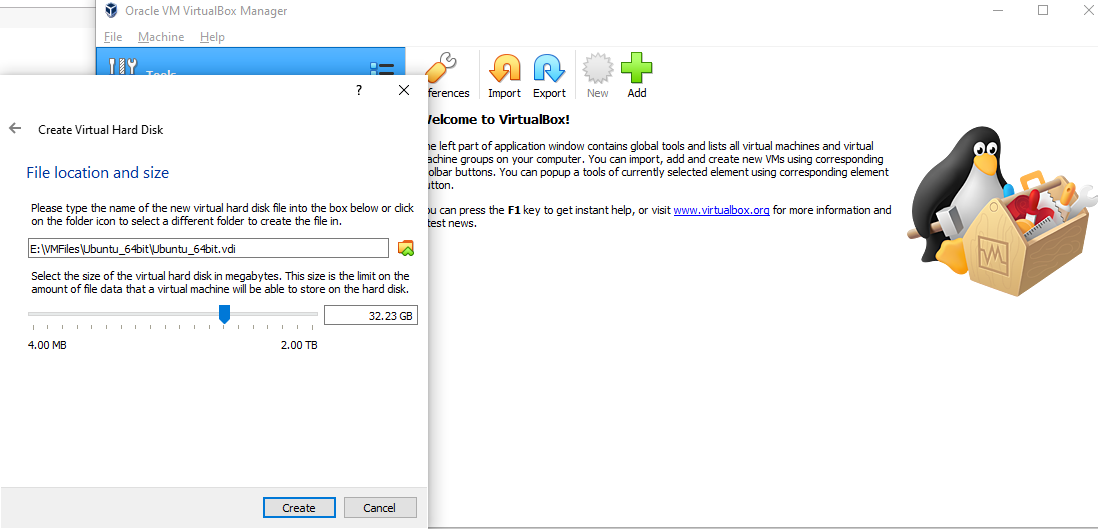 Oracle VM VirtualBox Manager
File Machine Help
Tools
Import Export New Add
? 
Create Virtual Hard Disk
File location and size
Please type the name of the new virtual hard disk file into the box below or click
on the folder icon to select a different folder to create the file in.
E:\VMFiles\Ubuntu_64bit\Ubuntu_64bit.vdi
Select the size of the virtual hard disk in megabytes. This size is the limit on the
amount of file data that a virtual machine will be able to store on the hard disk.
32.23 GB
4.00 MB 2.00 TB
Create Cancel
ferences
elcome to VirtualBox!
e left part of application window contains global tools and lists all virtual machines and virtual
achine groups on your computer. You can import, add and create new VMs using corresponding
olbar buttons. You can popup a tools of currently selected element using corresponding element
utton.
ou can press the F1 key to get instant help, or visit www.virtualbox.org for more information and
test news.